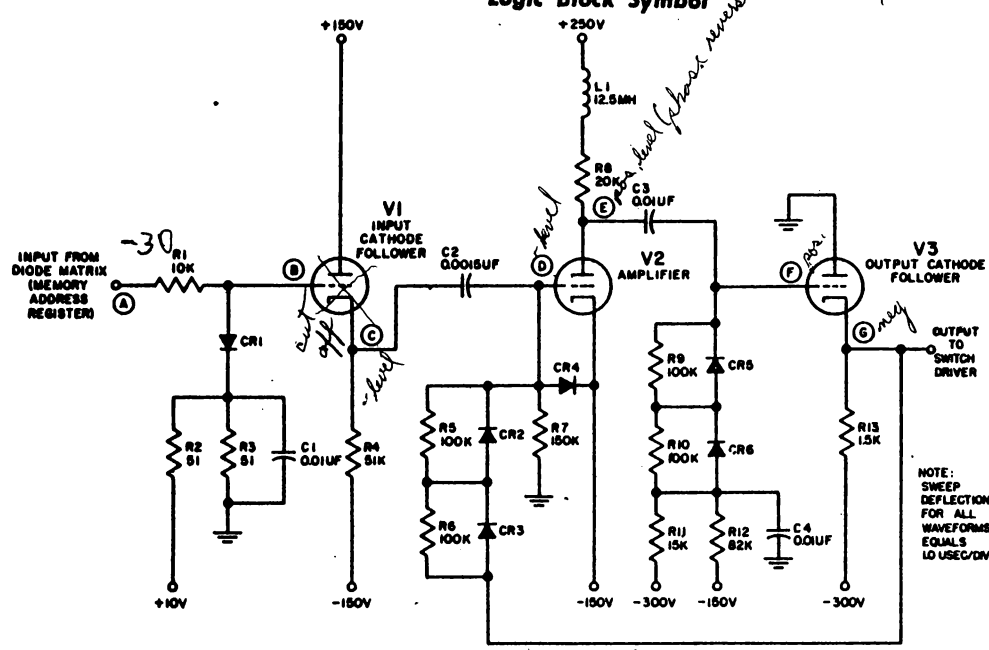 Logic Block Symbol
+150V
+250V
L1
12.5MH
R8
20K
pos. level (phase revers
C3
0.01UF
E
V1
INPUT
CATHODE
FOLLOWER
-30
INPUT FROM
DIODE MATRIX
(MEMORY
ADDRESS
REGISTER)
R1
10K
A
B
C
cut
off
-level
C2
0.0015UF
D
-level
V2
AMPLIFIER
F
pos.
V3
OUTPUT CATHODE
FOLLOWER
G
neg
OUTPUT
TO
SWITCH
DRIVER
CR1
R2
51
R3
51
C1
0.01UF
R4
51K
R5
100K
CR2
R6
100K
CR3
CR4
R7
150K
R9
100K
CR5
R10
100K
CR6
R11
15K
R12
82K
C4
0.01UF
R13
1.5K
NOTE:
SWEEP
DEFLECTION
FOR ALL
WAVEFORMS
EQUALS
1.0 USEC/DIV
+10V
-150V
-150V
-300V
-150V
-300V